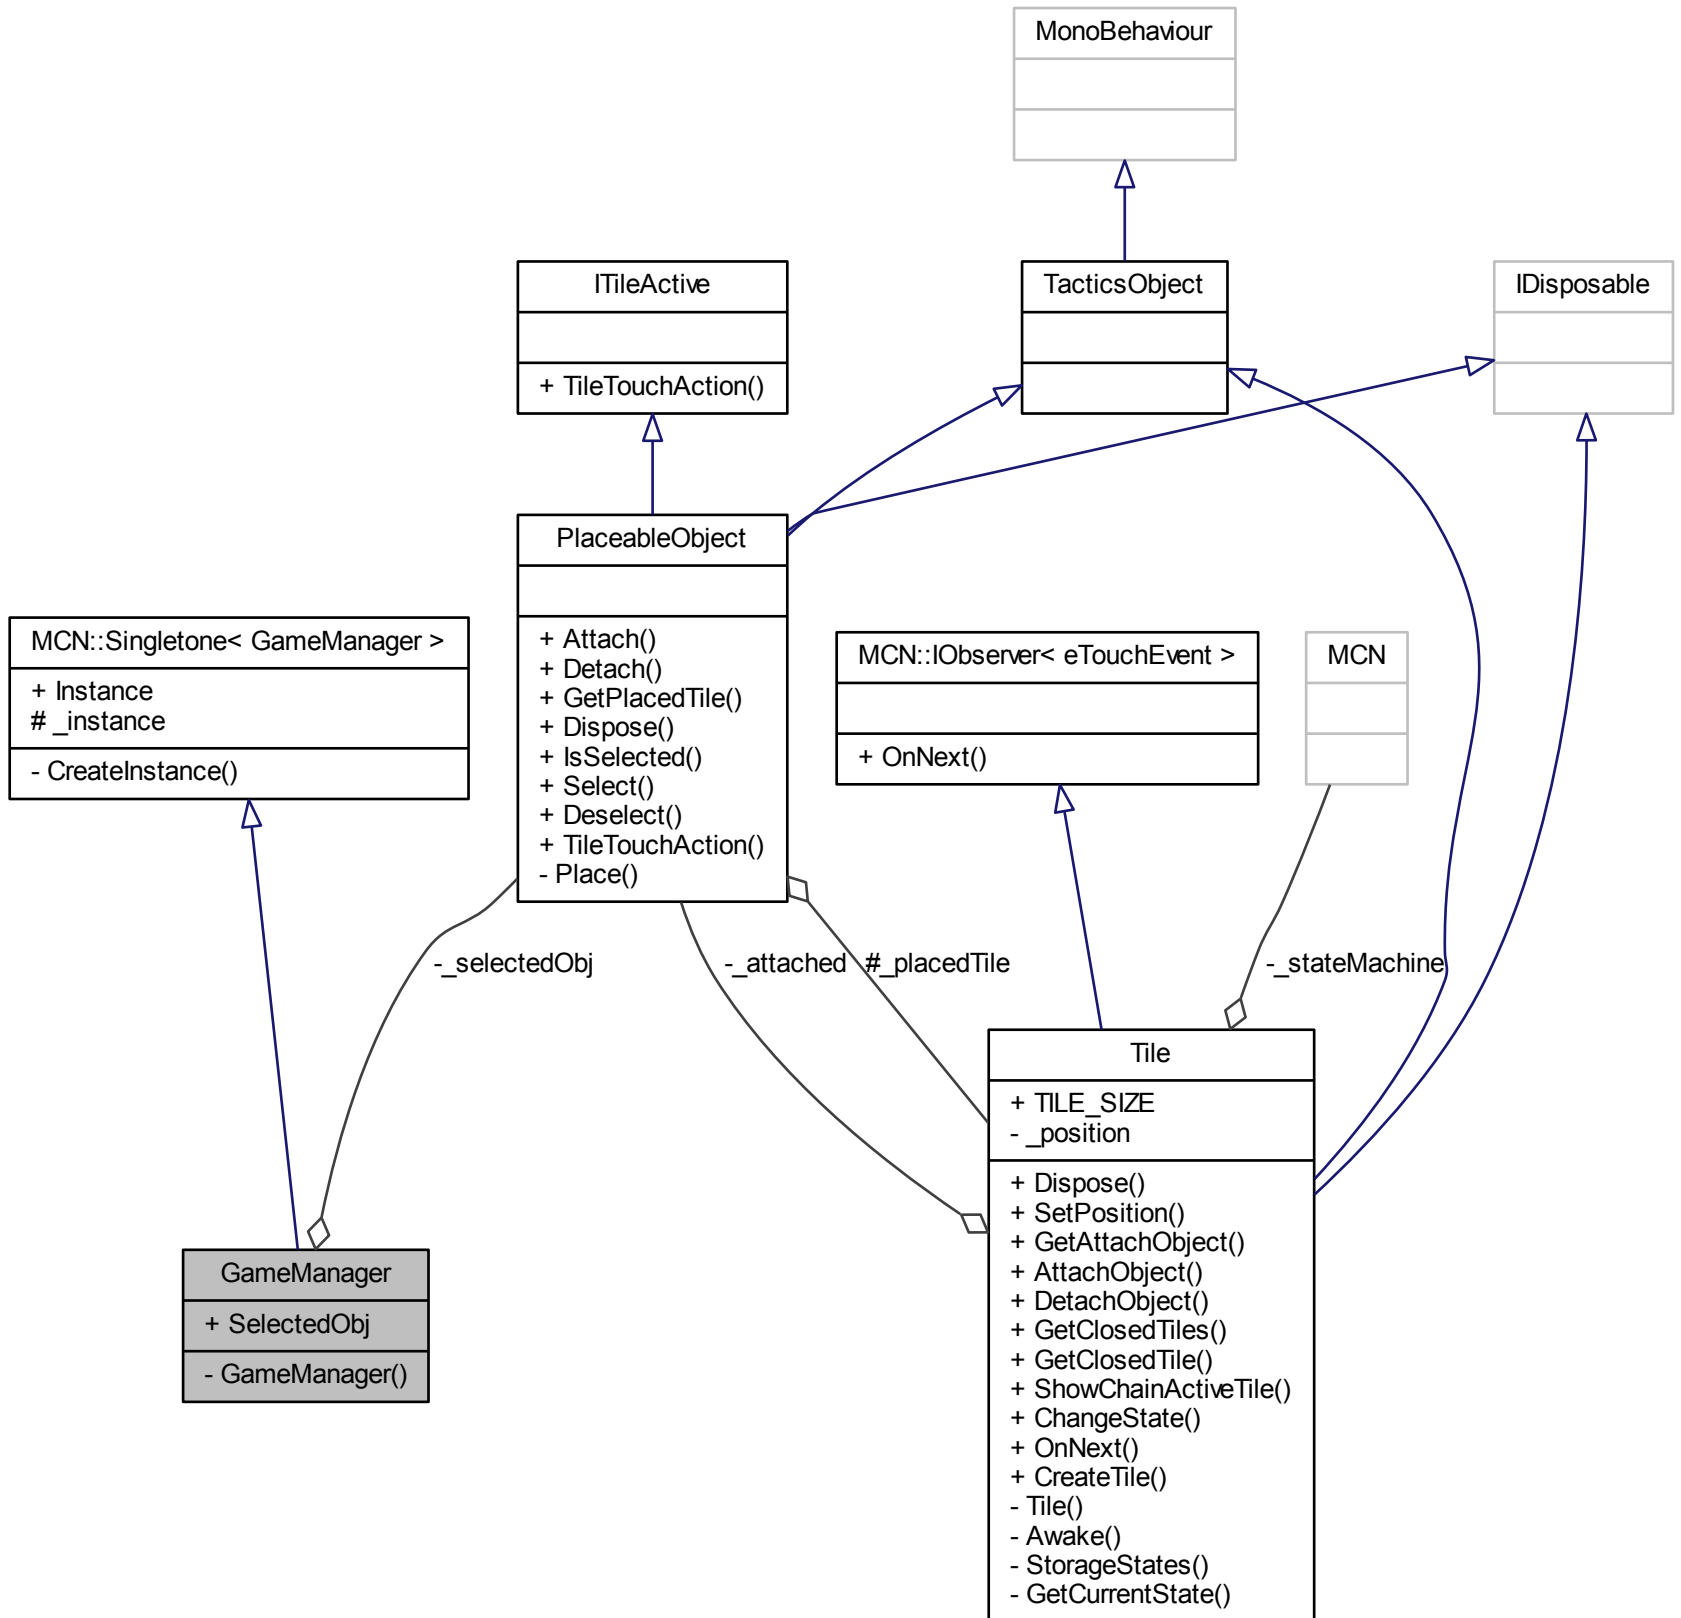 MonoBehaviour
ITileActive
+ TileTouchAction()
TacticsObject
IDisposable
PlaceableObject
+ Attach()
+ Detach()
+ GetPlacedTile()
+ Dispose()
+ IsSelected()
+ Select()
+ Deselect()
+ TileTouchAction()
- Place()
MCN::Singletone< GameManager >
+ Instance
# _instance
- CreateInstance()
MCN::IObserver< eTouchEvent >
+ OnNext()
MCN
-_selectedObj
-_attached
#_placedTile
-_stateMachine
Tile
+ TILE_SIZE
- _position
+ Dispose()
+ SetPosition()
+ GetAttachObject()
+ AttachObject()
+ DetachObject()
+ GetClosedTiles()
+ GetClosedTile()
+ ShowChainActiveTile()
+ ChangeState()
+ OnNext()
+ CreateTile()
- Tile()
- Awake()
- StorageStates()
- GetCurrentState()
GameManager
+ SelectedObj
- GameManager()